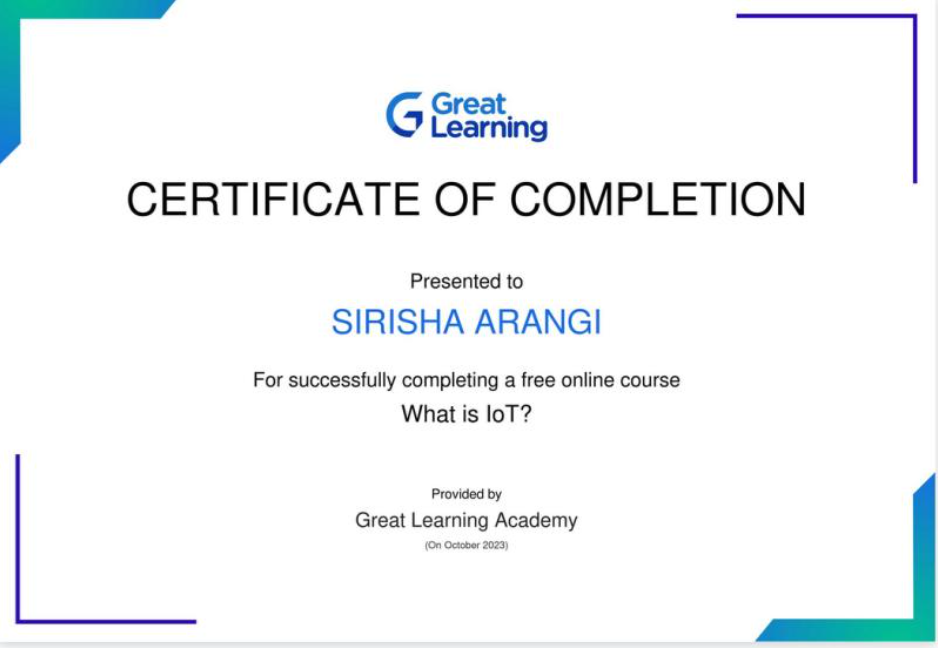 Great
Learning
CERTIFICATE OF COMPLETION
Presented to
SIRISHA ARANGI
For successfully completing a free online course
What is IoT?
Provided by
Great Learning Academy
(On October 2023)